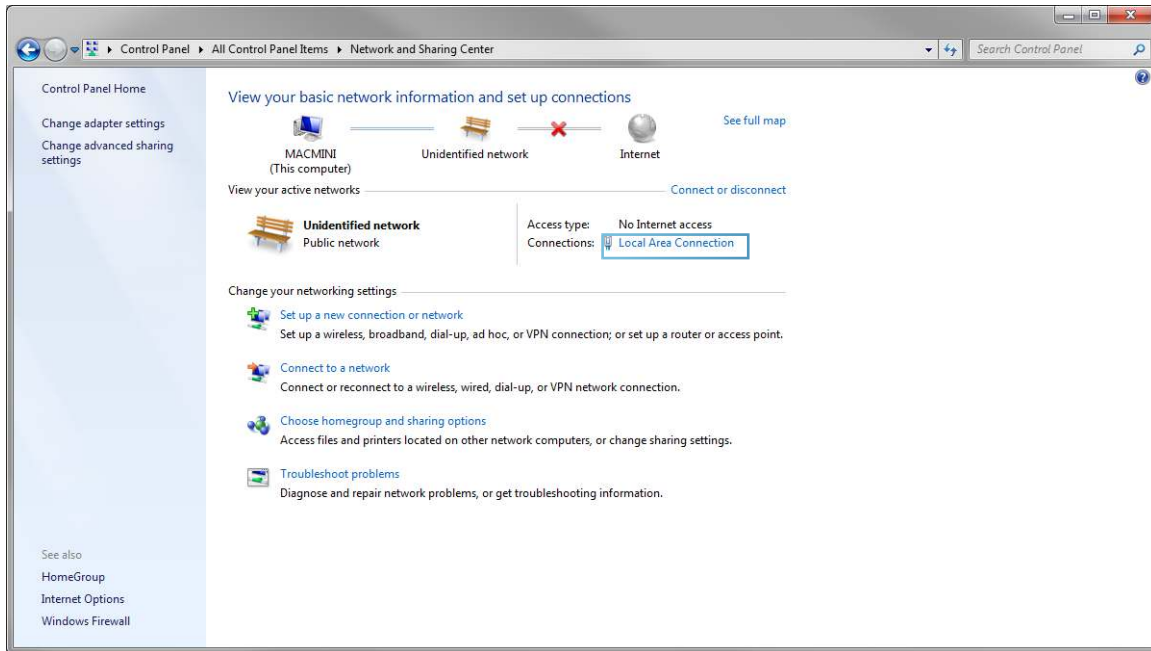 Control Panel ▸ All Control Panel Items ▸ Network and Sharing Center
Search Control Panel
Control Panel Home
Change adapter settings
Change advanced sharing
settings
View your basic network information and set up connections
See full map
MACMINI
(This computer)
Unidentified network
Internet
View your active networks
Connect or disconnect
Unidentified network
Public network
Access type: No Internet access
Connections: Local Area Connection
Change your networking settings
Set up a new connection or network
Set up a wireless, broadband, dial-up, ad hoc, or VPN connection; or set up a router or access point.
Connect to a network
Connect or reconnect to a wireless, wired, dial-up, or VPN network connection.
Choose homegroup and sharing options
Access files and printers located on other network computers, or change sharing settings.
Troubleshoot problems
Diagnose and repair network problems, or get troubleshooting information.
See also
HomeGroup
Internet Options
Windows Firewall